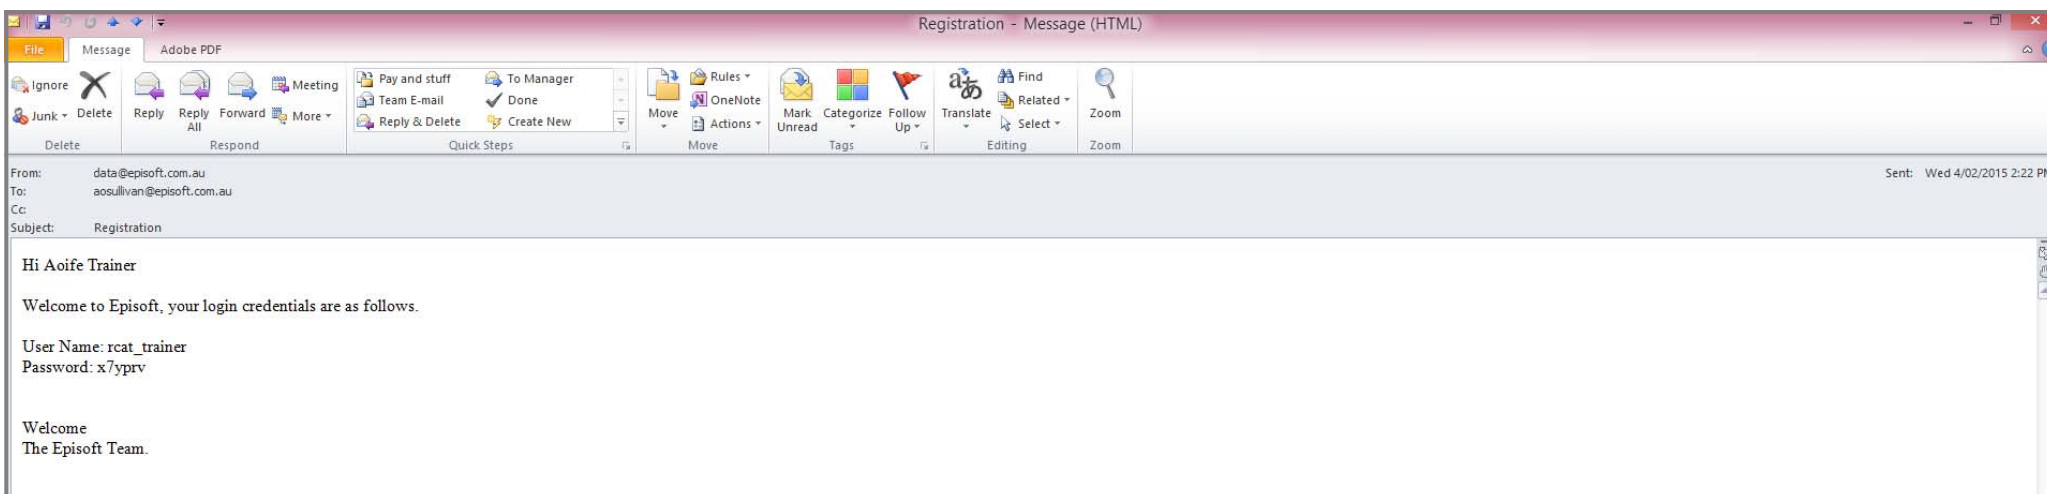 Registration - Message (HTML)
File Message Adobe PDF
Ignore
Junk
Delete
Reply
Reply All
Forward
Meeting
More
Pay and stuff
Team E-mail
Reply & Delete
To Manager
Done
Create New
Move
Rules
OneNote
Actions
Mark Unread
Categorize
Follow Up
Translate
Find
Related
Select
Zoom
Delete Respond Quick Steps Move Tags Editing Zoom
From: data@episoft.com.au
Sent: Wed 4/02/2015 2:22 PM
To: aosullivan@episoft.com.au
Cc:
Subject: Registration
Hi Aoife Trainer
Welcome to Episoft, your login credentials are as follows.
User Name: rcat_trainer
Password: x7yprv
Welcome
The Episoft Team.